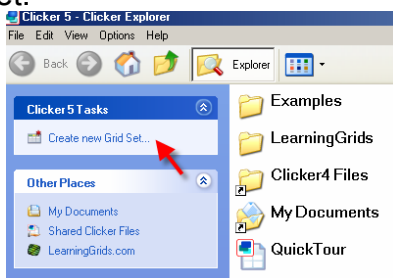 Clicker 5 - Clicker Explorer
File Edit View Options Help
Back Explorer
Clicker 5 Tasks
Create new Grid Set...
Other Places
My Documents
Shared Clicker Files
LearningGrids.com
Examples
LearningGrids
Clicker4 Files
My Documents
QuickTour